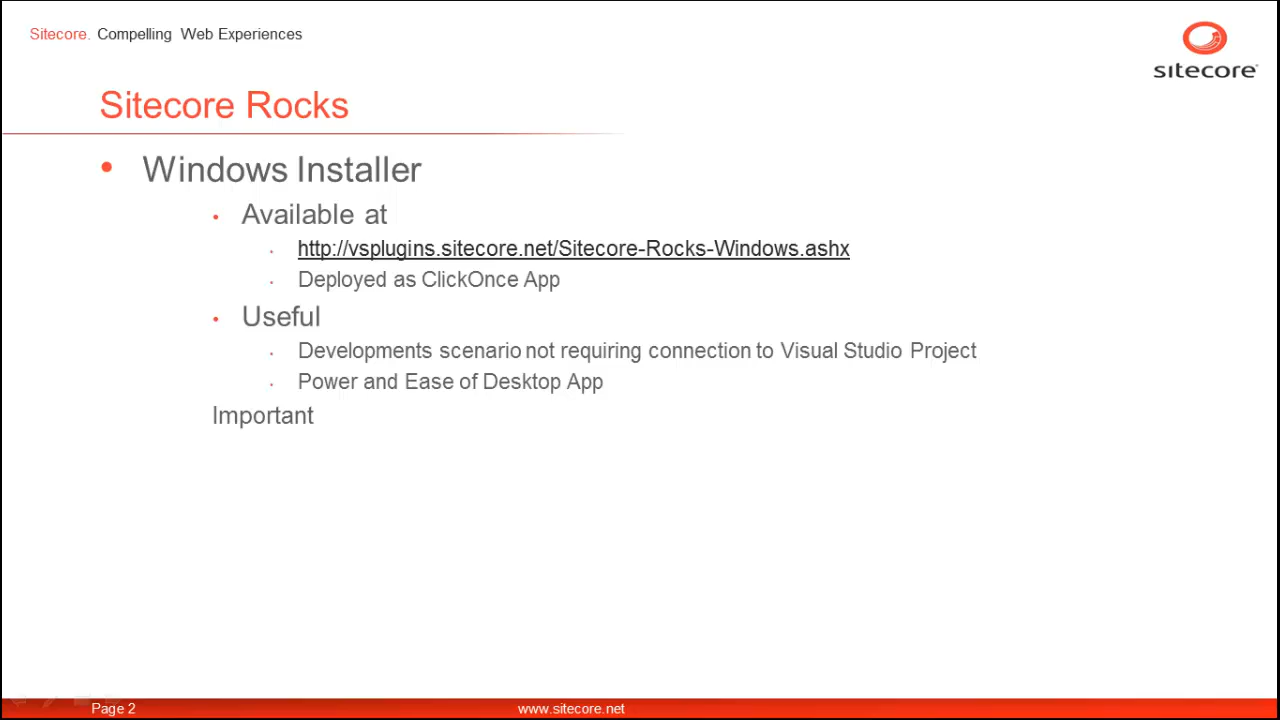 Sitecore. Compelling Web Experiences
sitecore
Sitecore Rocks
• Windows Installer
• Available at
• http://vsplugins.sitecore.net/Sitecore-Rocks-Windows.ashx
• Deployed as ClickOnce App
• Useful
• Developments scenario not requiring connection to Visual Studio Project
• Power and Ease of Desktop App
Important
Page 2
www.sitecore.net